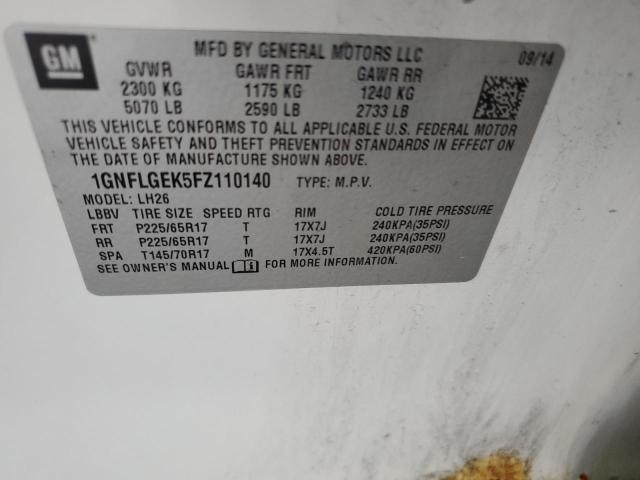 GM
MFD BY GENERAL MOTORS LLC 09/14
GVWR GAWR FRT GAWR RR
2300 KG 1175 KG 1240 KG
5070 LB 2590 LB 2733 LB
THIS VEHICLE CONFORMS TO ALL APPLICABLE U.S. FEDERAL MOTOR
VEHICLE SAFETY AND THEFT PREVENTION STANDARDS IN EFFECT ON
THE DATE OF MANUFACTURE SHOWN ABOVE.
1GNFLGEK5FZ110140 TYPE: M.P.V.
MODEL: LH26
LBBV TIRE SIZE SPEED RTG RIM COLD TIRE PRESSURE
FRT P225/65R17 T 17X7J 240KPA(35PSI)
RR P225/65R17 T 17X7J 240KPA(35PSI)
SPA T145/70R17 M 17X4.5T 420KPA(60PSI)
SEE OWNER'S MANUAL FOR MORE INFORMATION